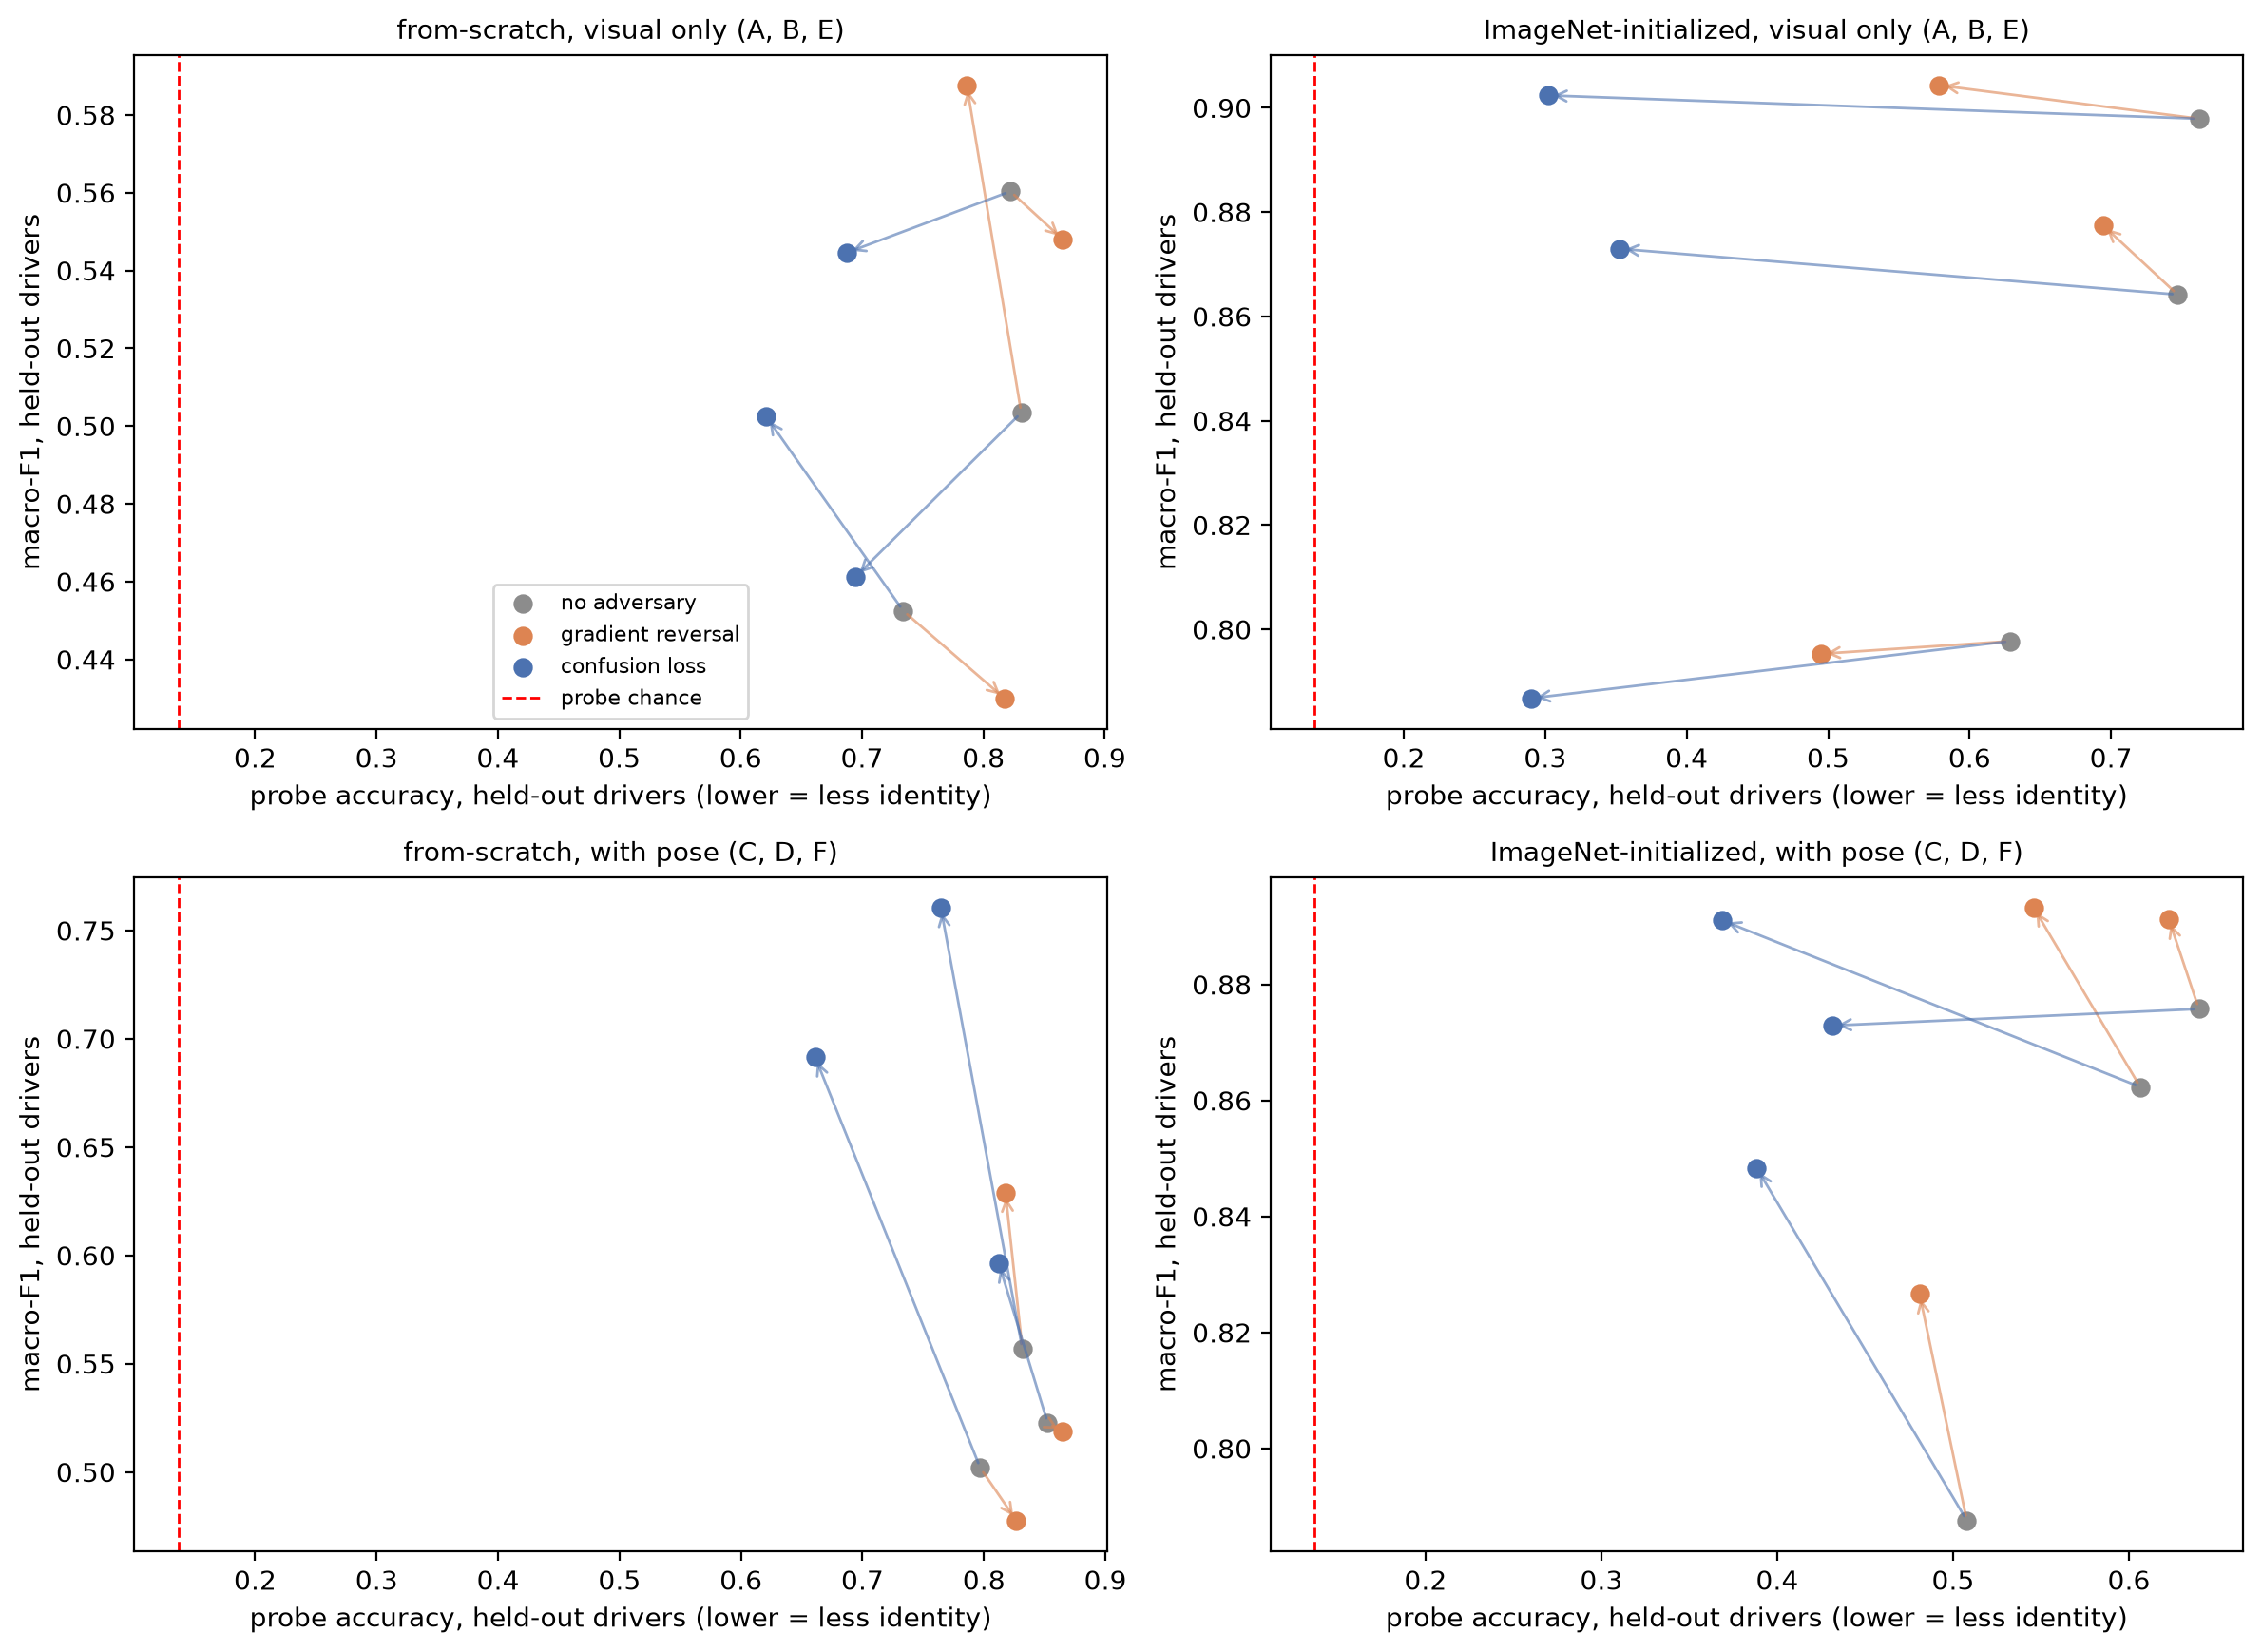 from-scratch, visual only (A, B, E)
macro-F1, held-out drivers
0.58
0.56
0.54
0.52
0.50
0.48
0.46
0.44
no adversary
gradient reversal
confusion loss
probe chance
0.2 0.3 0.4 0.5 0.6 0.7 0.8 0.9
probe accuracy, held-out drivers (lower = less identity)
ImageNet-initialized, visual only (A, B, E)
macro-F1, held-out drivers
0.90
0.88
0.86
0.84
0.82
0.80
0.2 0.3 0.4 0.5 0.6 0.7
probe accuracy, held-out drivers (lower = less identity)
from-scratch, with pose (C, D, F)
macro-F1, held-out drivers
0.75
0.70
0.65
0.60
0.55
0.50
0.2 0.3 0.4 0.5 0.6 0.7 0.8 0.9
probe accuracy, held-out drivers (lower = less identity)
ImageNet-initialized, with pose (C, D, F)
macro-F1, held-out drivers
0.88
0.86
0.84
0.82
0.80
0.2 0.3 0.4 0.5 0.6
probe accuracy, held-out drivers (lower = less identity)